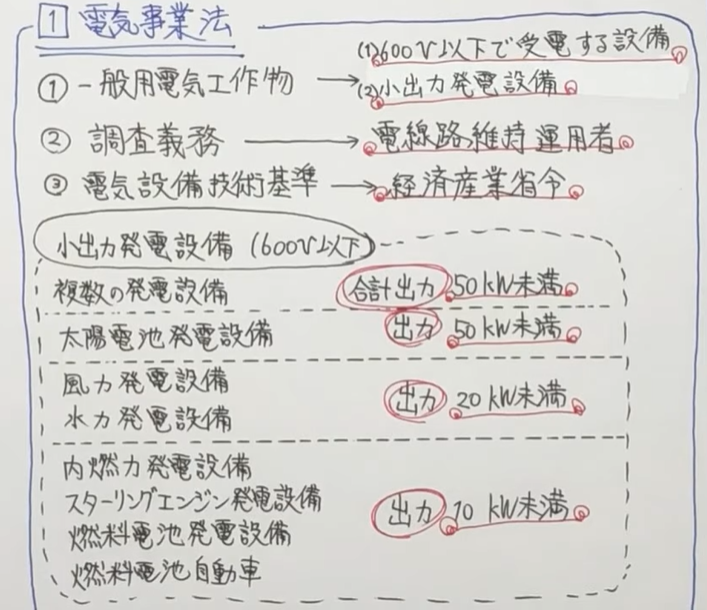 1 電気事業法
(1)600V以下で受電する設備
① 一般用電気工作物 → (2)小出力発電設備
② 調査義務 → 電線路維持運用者
③ 電気設備技術基準 → 経済産業省令
小出力発電設備 (600V以下)
複数の発電設備 合計出力 50kW未満
太陽電池発電設備 出力 50kW未満
風力発電設備
水力発電設備
出力 20kW未満
内燃力発電設備
スターリングエンジン発電設備
出力 10kW未満
燃料電池発電設備
燃料電池自動車